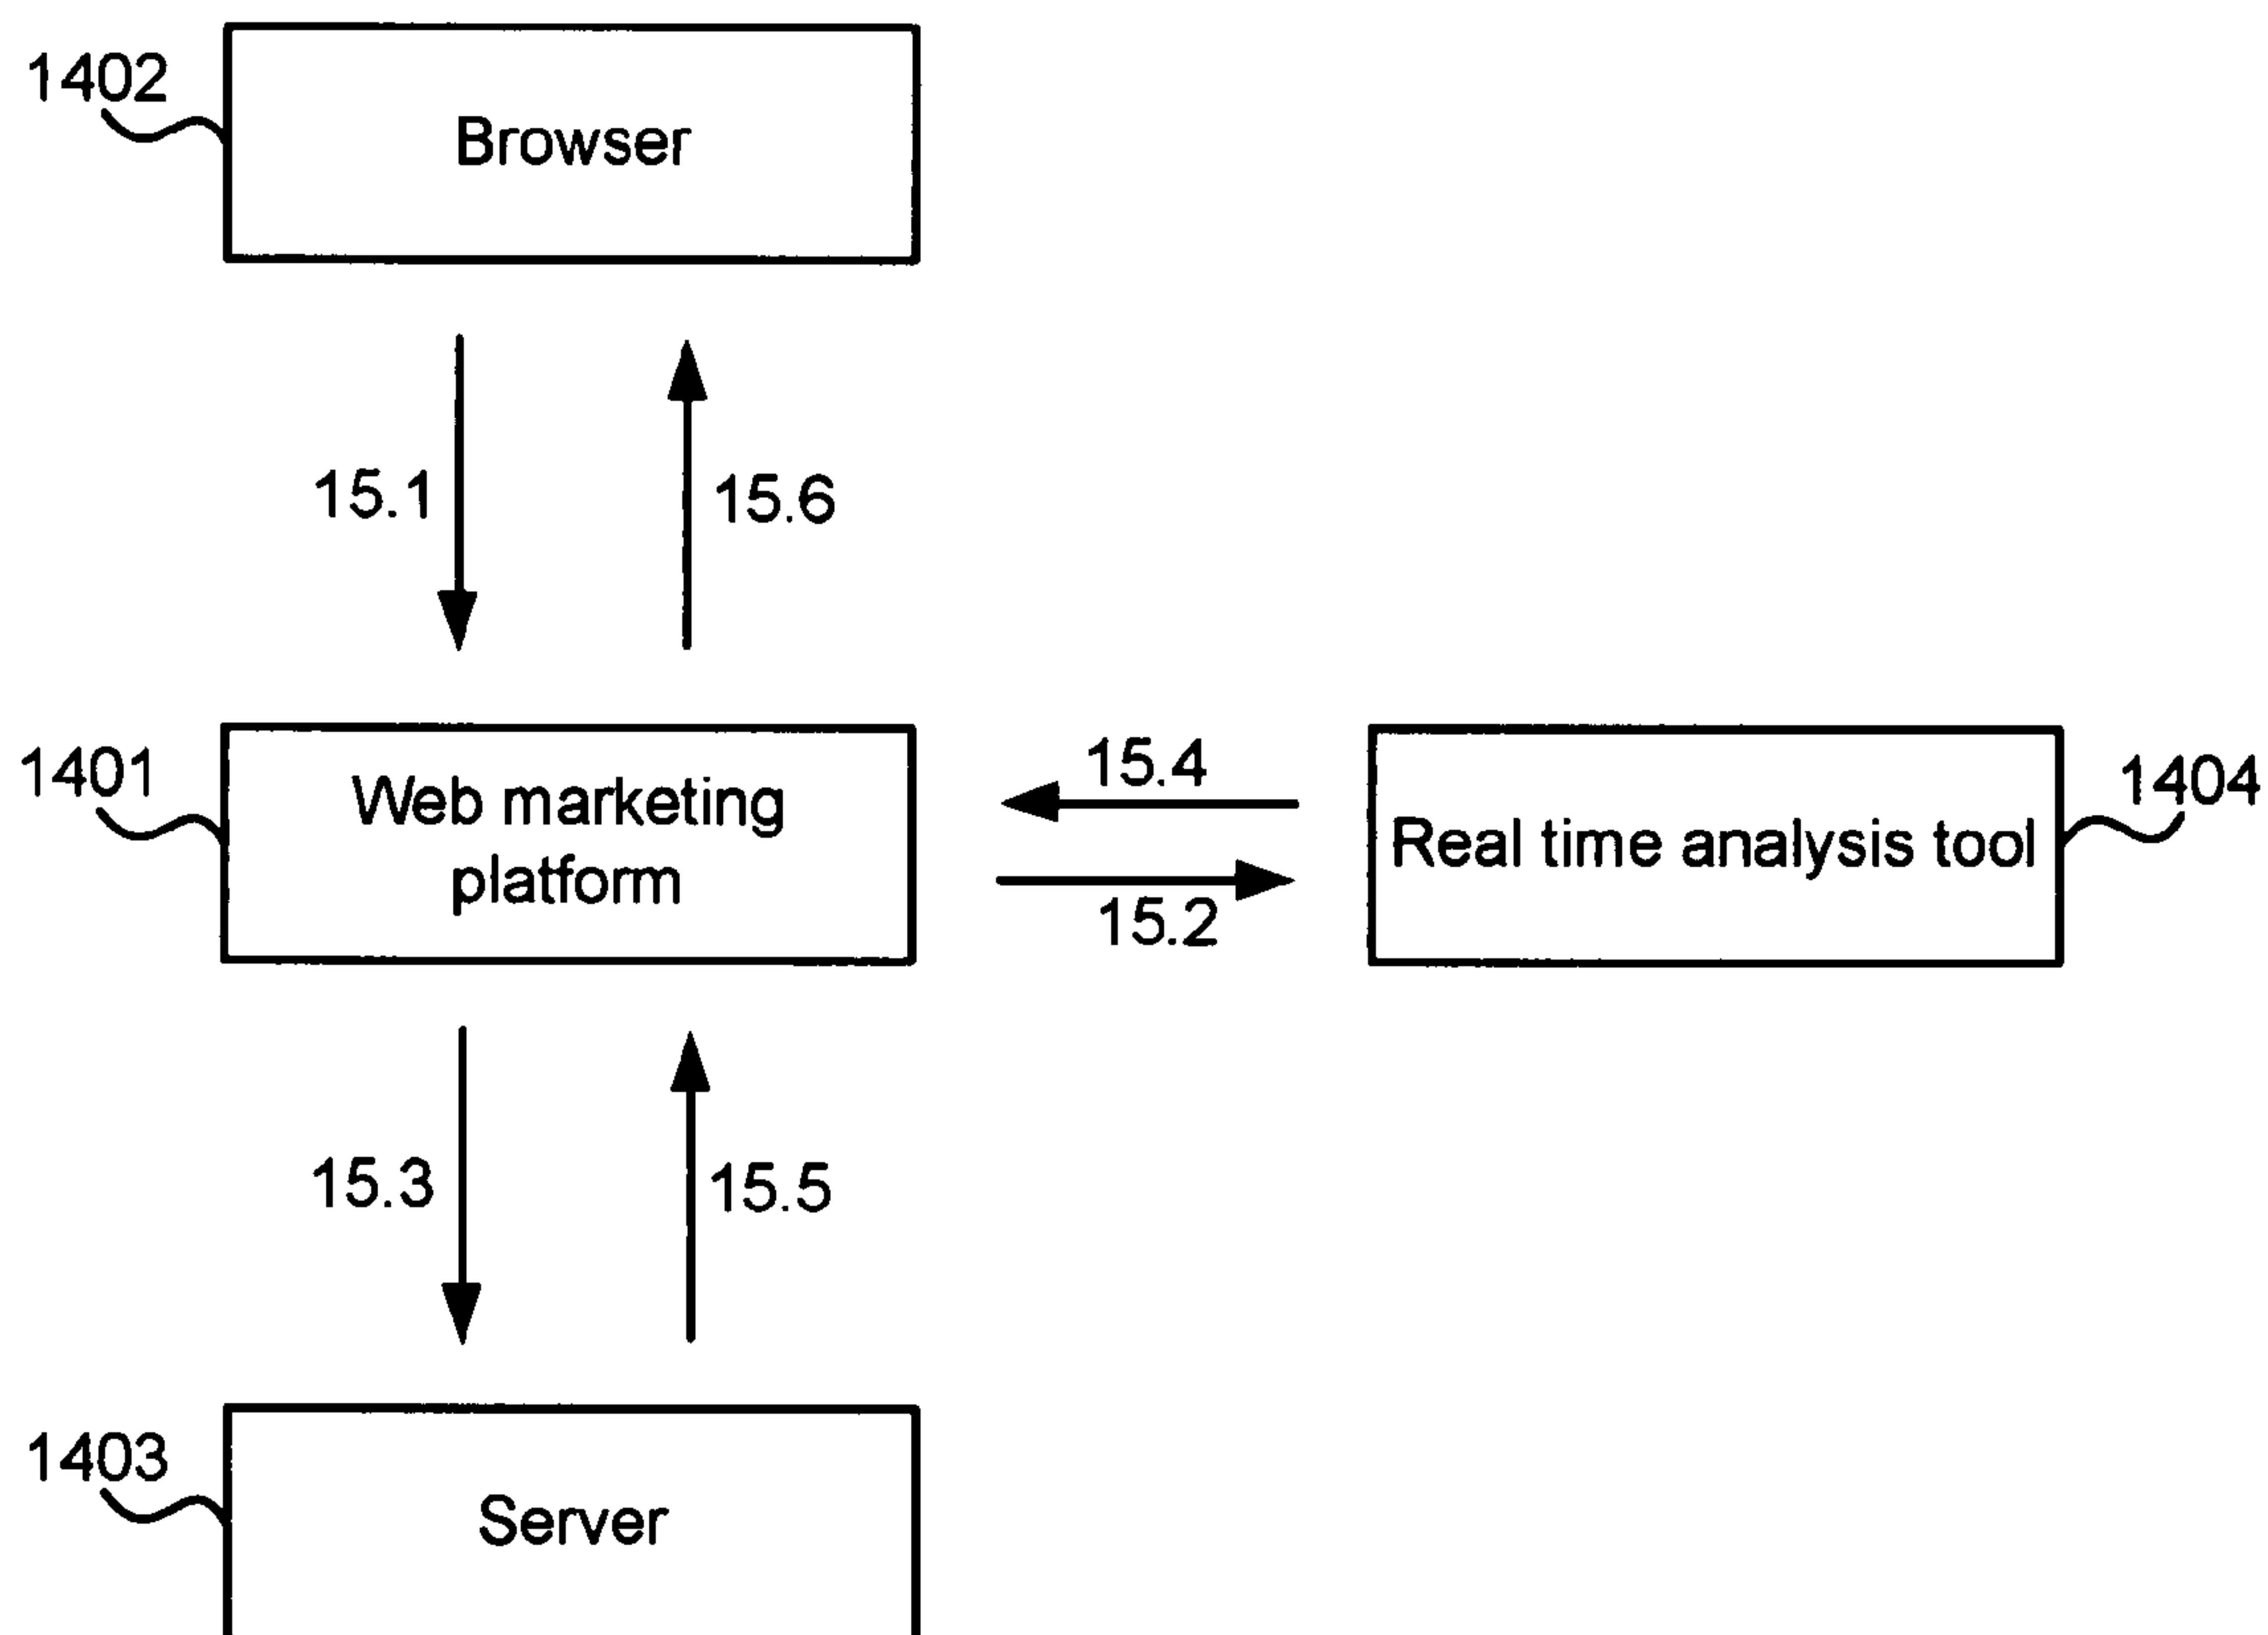 1402
Browser
15.1
15.6
1401
Web marketing
platform
15.4
15.2
Real time analysis tool
1404
15.3
15.5
1403
Server